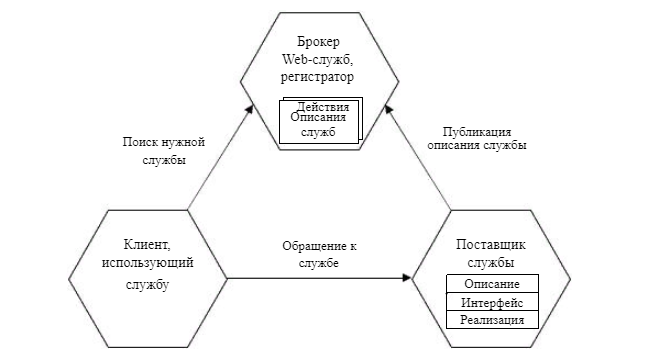 Брокер
Web-служб,
регистратор
Действия
Описания
служб
Поиск нужной
службы
Публикация
описания службы
Клиент,
использующий
службу
Обращение к
службе
Поставщик
службы
Описание
Интерфейс
Реализация